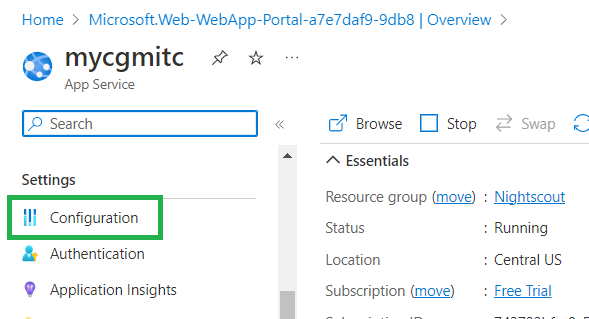 Home > Microsoft.Web-WebApp-Portal-a7e7daf9-9db8 | Overview >
mycgmitc
App Service
Search
Browse Stop Swap
Essentials
Settings
Resource group (move) : Nightscout
Configuration
Status : Running
Authentication
Location : Central US
Application Insights
Subscription (move) : Free Trial